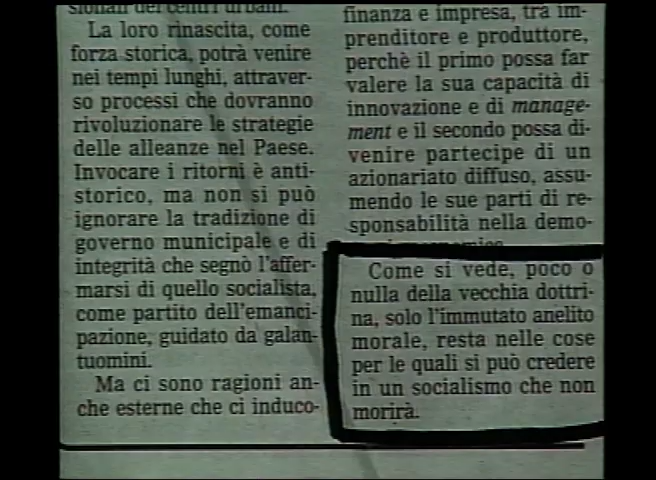 La loro rinascita, come
forza storica, potrà venire
nei tempi lunghi, attraver-
so processi che dovranno
rivoluzionare le strategie
delle alleanze nel Paese.
Invocare i ritorni è anti-
storico, ma non si può
ignorare la tradizione di
governo municipale e di
integrità che segnò l'affer-
marsi di quello socialista,
come partito dell'emanci-
pazione, guidato da galan-
tuomini.
Ma ci sono ragioni an-
che esterne che ci induco-
finanza e impresa, tra im-
prenditore e produttore,
perchè il primo possa far
valere la sua capacità di
innovazione e di manage-
ment e il secondo possa di-
venire partecipe di un
azionariato diffuso, assu-
mendo le sue parti di re-
sponsabilità nella demo-
Come si vede, poco o
nulla della vecchia dottri-
na, solo l'immutato anelito
morale, resta nelle cose
per le quali si può credere
in un socialismo che non
morirà.